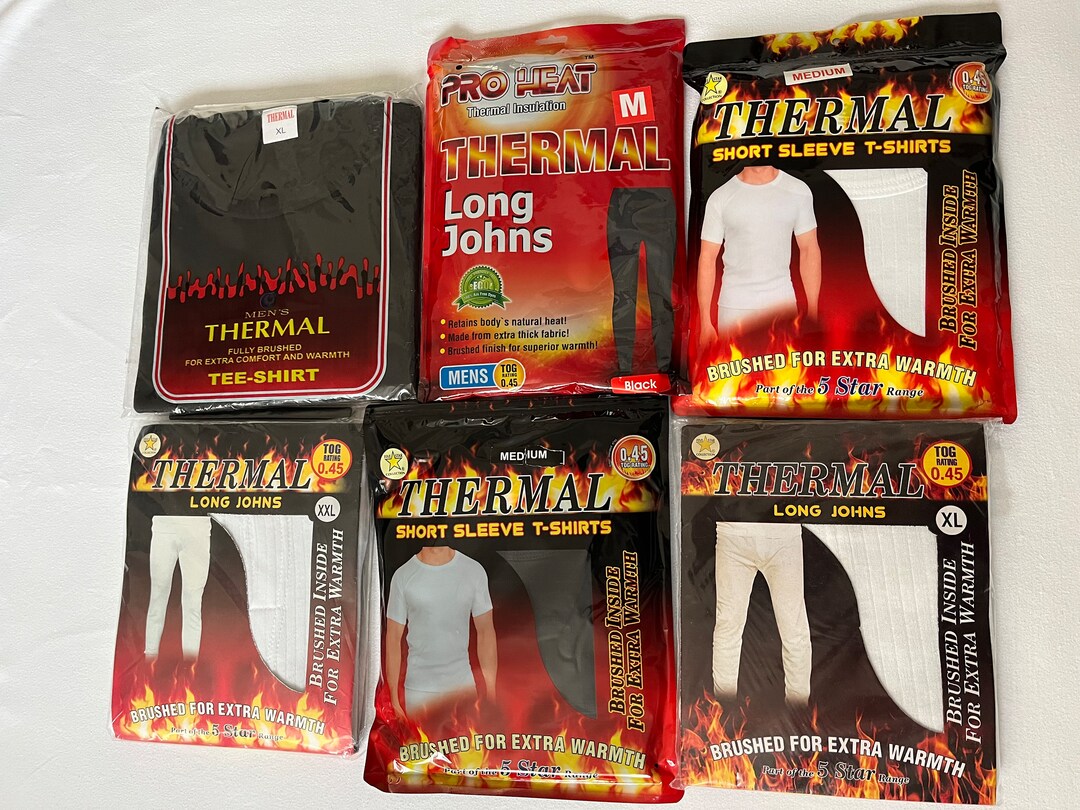 THERMAL
XL
MEN'S
THERMAL
FULLY BRUSHED
FOR EXTRA COMFORT AND WARMTH
TEE-SHIRT
PRO HEAT™
Thermal Insulation
M
THERMAL
Long
Johns
Retains body's natural heat!
Made from extra thick fabric!
Brushed finish for superior warmth!
MENS
TOG
RATING
0.45
Black
MEDIUM
0.45
TOG RATING
THERMAL
SHORT SLEEVE T-SHIRTS
BRUSHED INSIDE
FOR EXTRA WARMTH
BRUSHED FOR EXTRA WARMTH
Part of the 5 Star Range
TOG
RATING
0.45
THERMAL
LONG JOHNS
XXL
BRUSHED INSIDE
FOR EXTRA WARMTH
BRUSHED FOR EXTRA WARMTH
Part of the 5 Star Range
MEDIUM
0.45
TOG RATING
THERMAL
SHORT SLEEVE T-SHIRTS
BRUSHED INSIDE
FOR EXTRA WARMTH
BRUSHED FOR EXTRA WARMTH
Part of the 5 Star Range
TOG
RATING
0.45
THERMAL
LONG JOHNS
XL
BRUSHED INSIDE
FOR EXTRA WARMTH
BRUSHED FOR EXTRA WARMTH
Part of the 5 Star Range